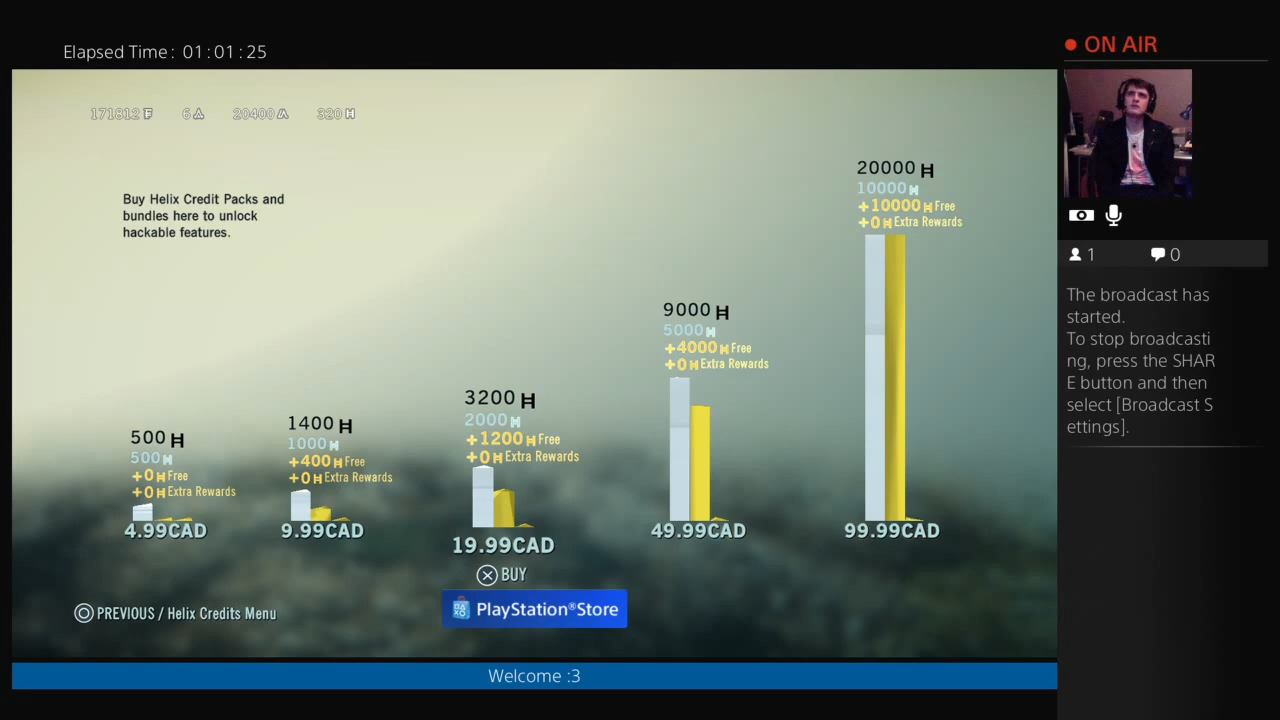 Elapsed Time: 01:01:25
ON AIR
171812
6
20400
320 H
Buy Helix Credit Packs and
bundles here to unlock
hackable features.
500 H
500 H
+0 H Free
+0 H Extra Rewards
4.99CAD
1400 H
1000 H
+400 H Free
+0 H Extra Rewards
9.99CAD
3200 H
2000 H
+1200 H Free
+0 H Extra Rewards
19.99CAD
BUY
PlayStation®Store
9000 H
5000 H
+4000 H Free
+0 H Extra Rewards
49.99CAD
20000 H
10000 H
+10000 H Free
+0 H Extra Rewards
99.99CAD
PREVIOUS / Helix Credits Menu
Welcome :3
1
0
The broadcast has
started.
To stop broadcasti
ng, press the SHAR
E button and then
select [Broadcast S
ettings].